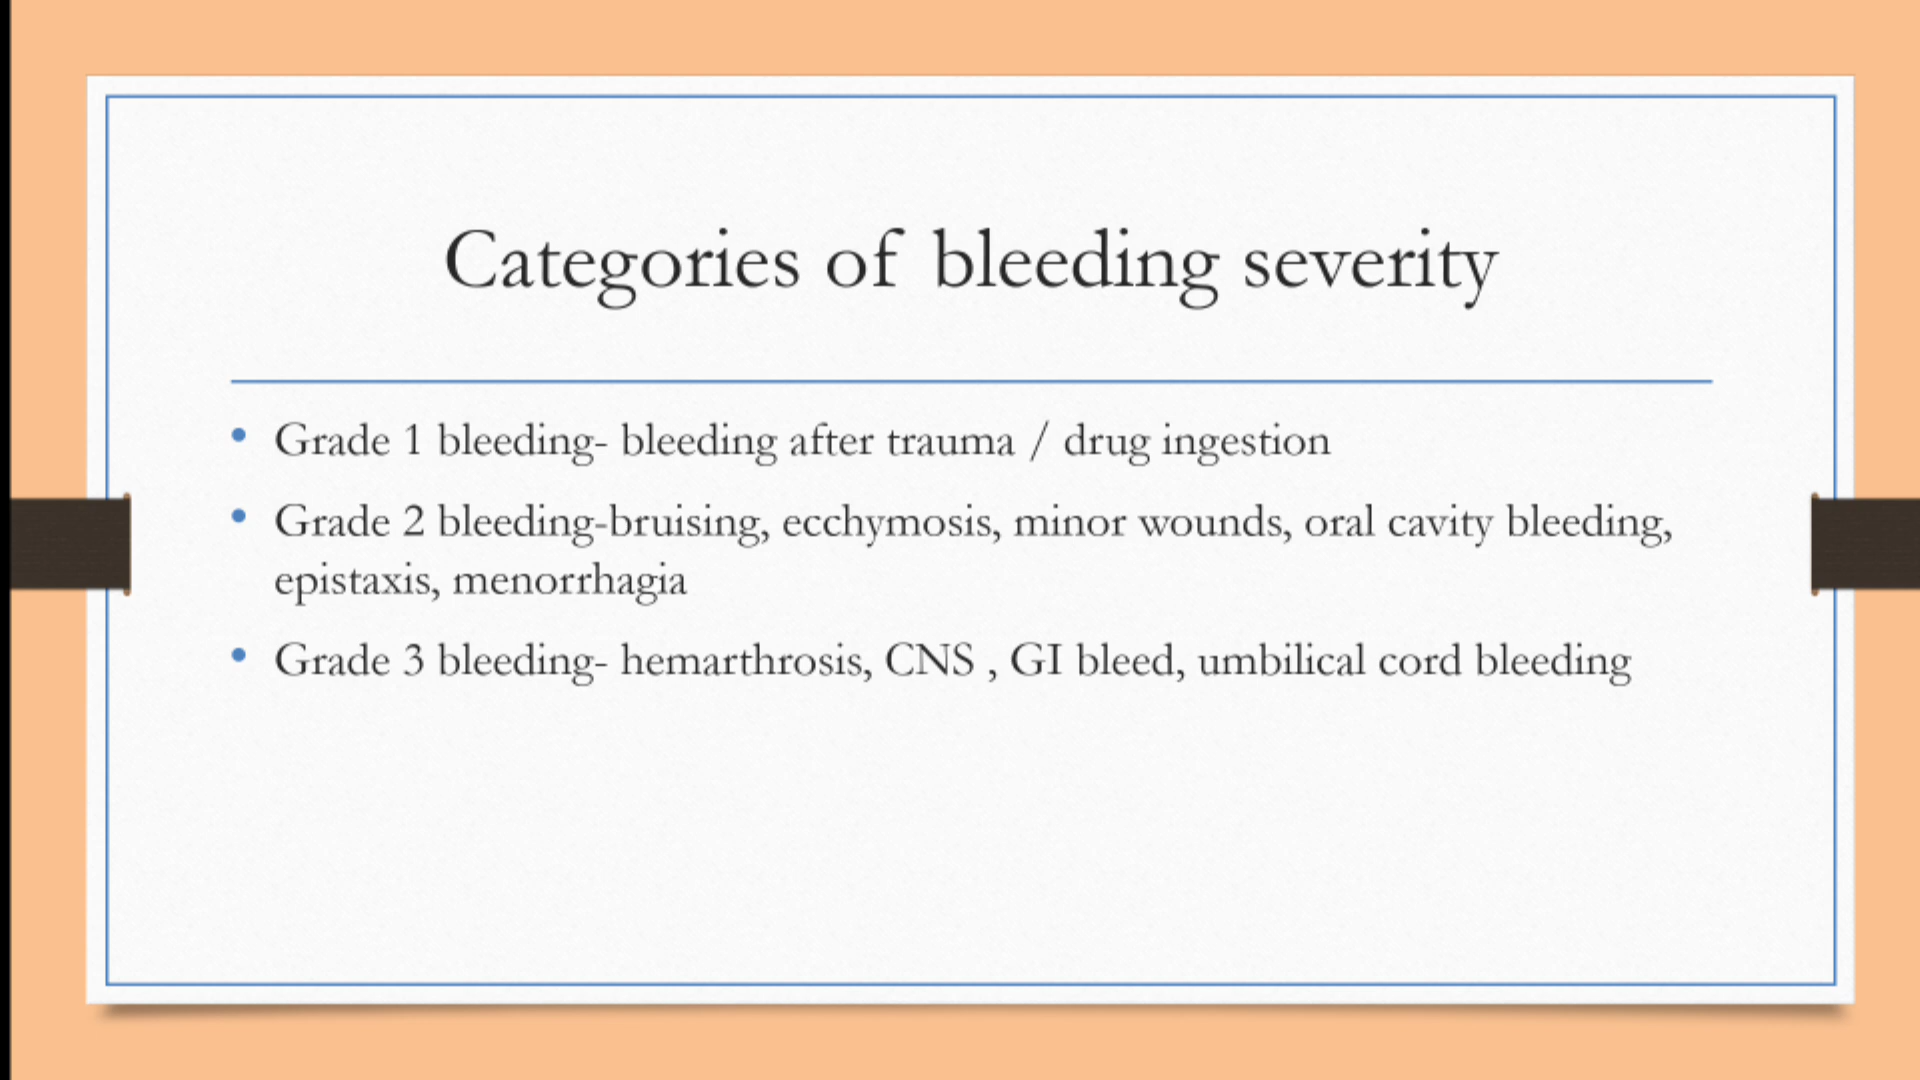 Categories of bleeding severity
• Grade 1 bleeding- bleeding after trauma / drug ingestion
• Grade 2 bleeding-bruising, ecchymosis, minor wounds, oral cavity bleeding,
epistaxis, menorrhagia
• Grade 3 bleeding- hemarthrosis, CNS , GI bleed, umbilical cord bleeding